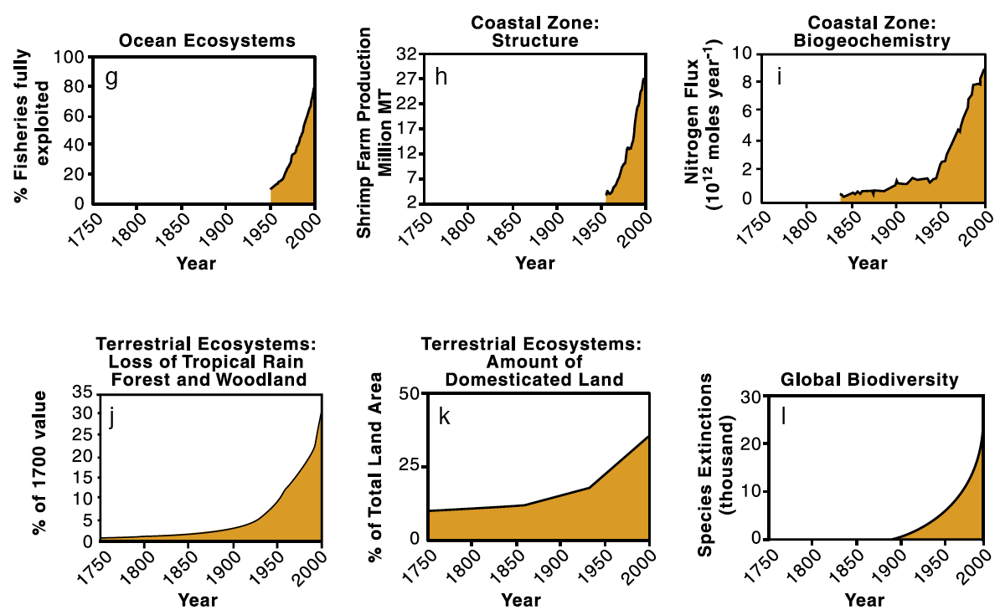 Ocean Ecosystems
% Fisheries fully
exploited
100
80
60
40
20
0
g
1750
1800
1850
1900
1950
2000
Year
Coastal Zone:
Structure
Shrimp Farm Production
Million MT
32
27
22
17
12
7
2
h
1750
1800
1850
1900
1950
2000
Year
Coastal Zone:
Biogeochemistry
Nitrogen Flux
(10¹² moles year⁻¹)
10
8
6
4
2
0
i
1750
1800
1850
1900
1950
2000
Year
Terrestrial Ecosystems:
Loss of Tropical Rain
Forest and Woodland
% of 1700 value
35
30
25
20
15
10
5
0
j
1750
1800
1850
1900
1950
2000
Year
Terrestrial Ecosystems:
Amount of
Domesticated Land
% of Total Land Area
50
25
0
k
1750
1800
1850
1900
1950
2000
Year
Global Biodiversity
Species Extinctions
(thousand)
30
20
10
0
l
1750
1800
1850
1900
1950
2000
Year